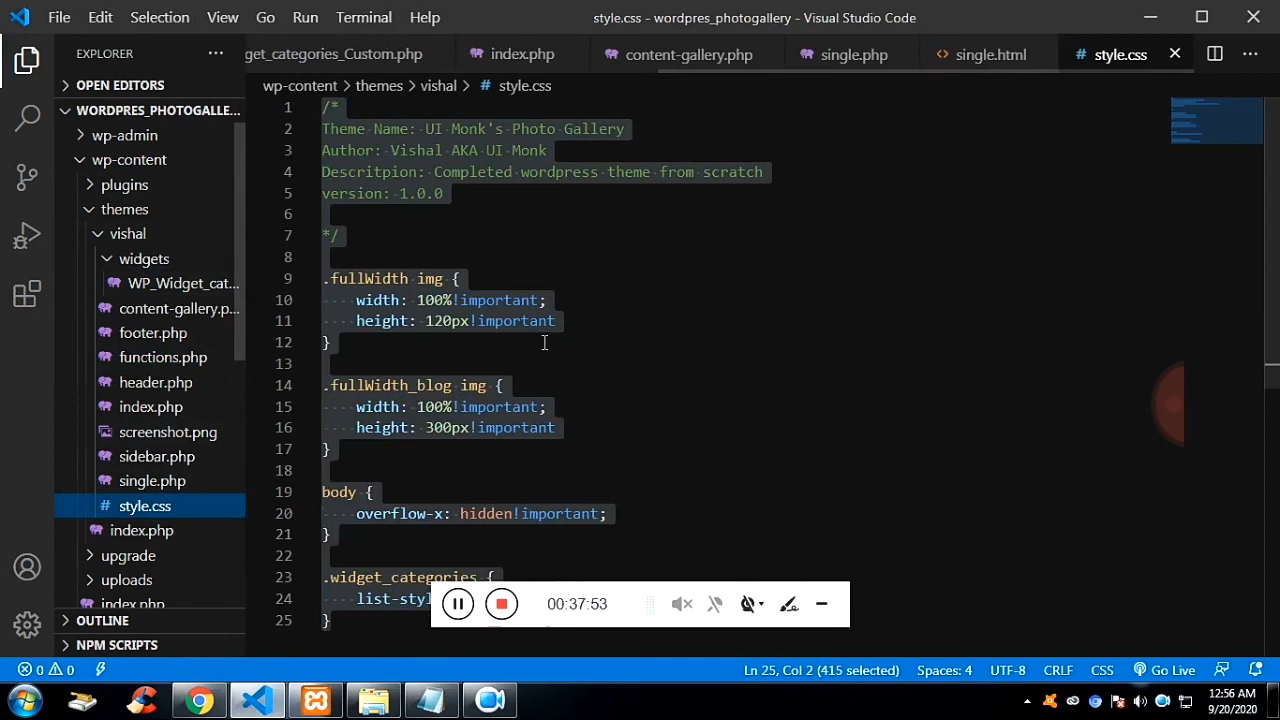 File Edit Selection View Go Run Terminal Help style.css - wordpres_photogallery - Visual Studio Code
EXPLORER
get_categories_Custom.php index.php content-gallery.php single.php single.html style.css
OPEN EDITORS
wp-content > themes > vishal > style.css
WORDPRES_PHOTOGALLE...
wp-admin
wp-content
plugins
themes
vishal
widgets
WP_Widget_cat...
content-gallery.p...
footer.php
functions.php
header.php
index.php
screenshot.png
sidebar.php
single.php
style.css
index.php
upgrade
uploads
index.php
OUTLINE
NPM SCRIPTS
1 /*
2 Theme Name: UI Monk's Photo Gallery
3 Author: Vishal AKA UI Monk
4 Descritpion: Completed wordpress theme from scratch
5 version: 1.0.0
6
7 */
8
9 .fullWidth img {
10 width: 100%!important;
11 height: 120px!important
12 }
13
14 .fullWidth_blog img {
15 width: 100%!important;
16 height: 300px!important
17 }
18
19 body {
20 overflow-x: hidden!important;
21 }
22
23 .widget_categories {
24 list-styl
25 }
00:37:53
0 0 Ln 25, Col 2 (415 selected) Spaces: 4 UTF-8 CRLF CSS Go Live
12:56 AM
9/20/2020